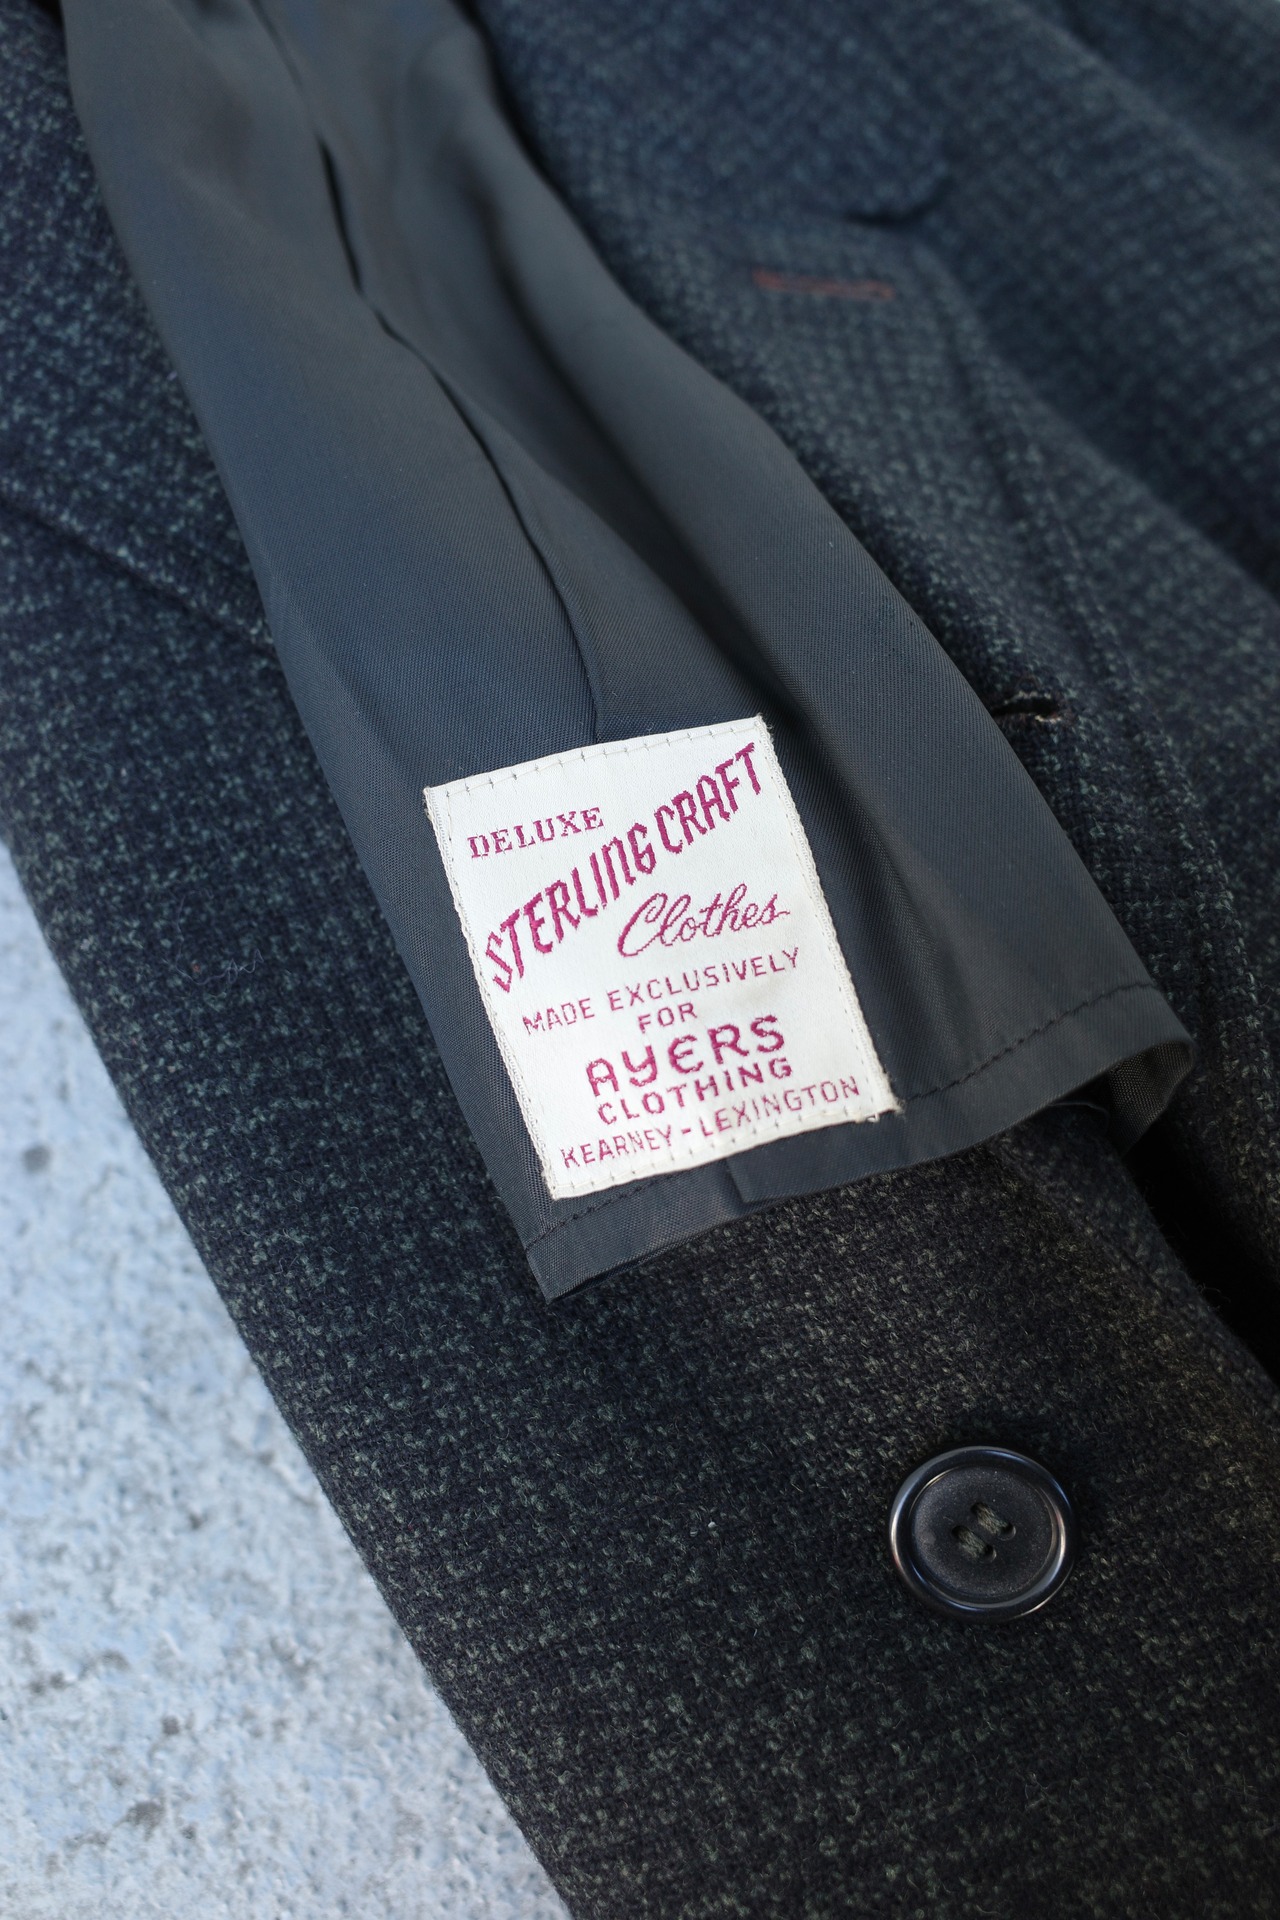 DELUXE
STERLING CRAFT
Clothes
MADE EXCLUSIVELY
FOR
AYERS
CLOTHING
KEARNEY-LEXINGTON